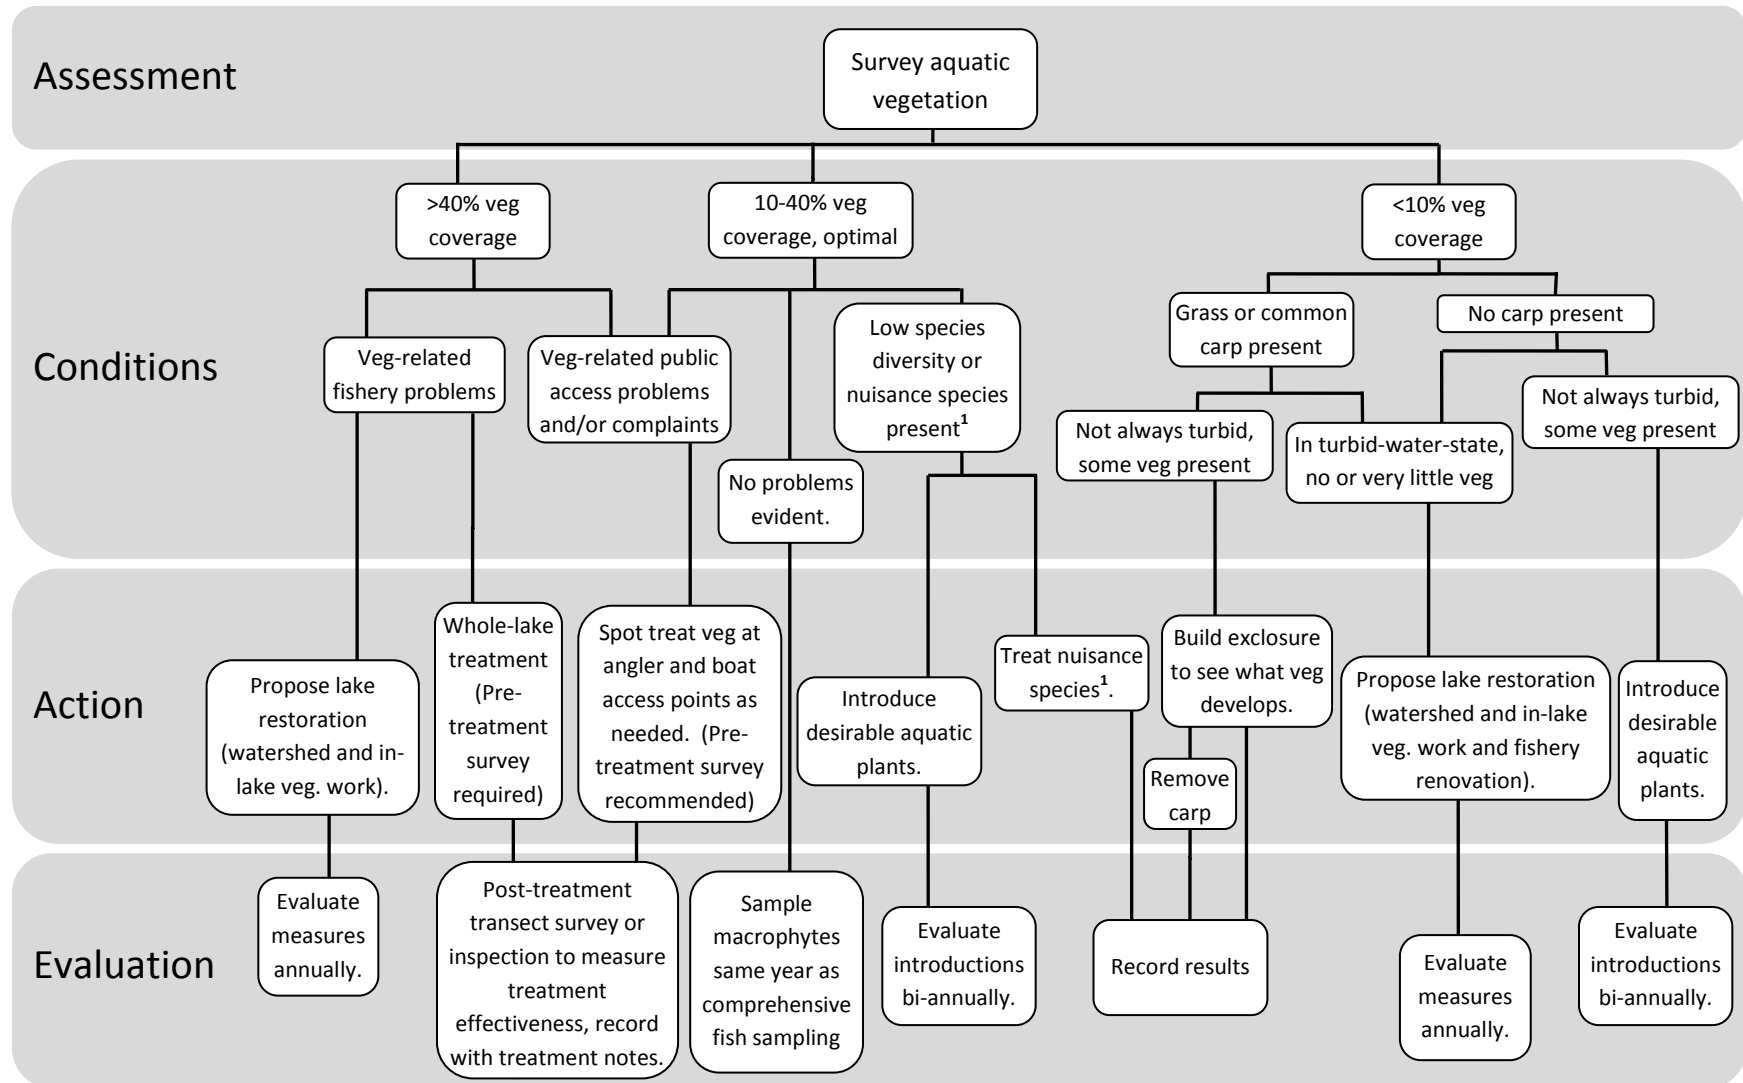 Assessment
Survey aquatic
vegetation
Conditions
>40% veg
coverage
10-40% veg
coverage, optimal
<10% veg
coverage
Veg-related
fishery problems
Veg-related public
access problems
and/or complaints
No problems
evident.
Low species
diversity or
nuisance species
present¹
Grass or common
carp present
No carp present
Not always turbid,
some veg present
In turbid-water-state,
no or very little veg
Not always turbid,
some veg present
Action
Propose lake
restoration
(watershed and in-
lake veg. work).
Whole-lake
treatment
(Pre-
treatment
survey
required)
Spot treat veg at
angler and boat
access points as
needed.  (Pre-
treatment survey
recommended)
Introduce
desirable aquatic
plants.
Treat nuisance
species¹.
Build exclosure
to see what veg
develops.
Remove
carp
Propose lake restoration
(watershed and in-lake
veg. work and fishery
renovation).
Introduce
desirable
aquatic
plants.
Evaluation
Evaluate
measures
annually.
Post-treatment
transect survey or
inspection to measure
treatment
effectiveness, record
with treatment notes.
Sample
macrophytes
same year as
comprehensive
fish sampling
Evaluate
introductions
bi-annually.
Record results
Evaluate
measures
annually.
Evaluate
introductions
bi-annually.